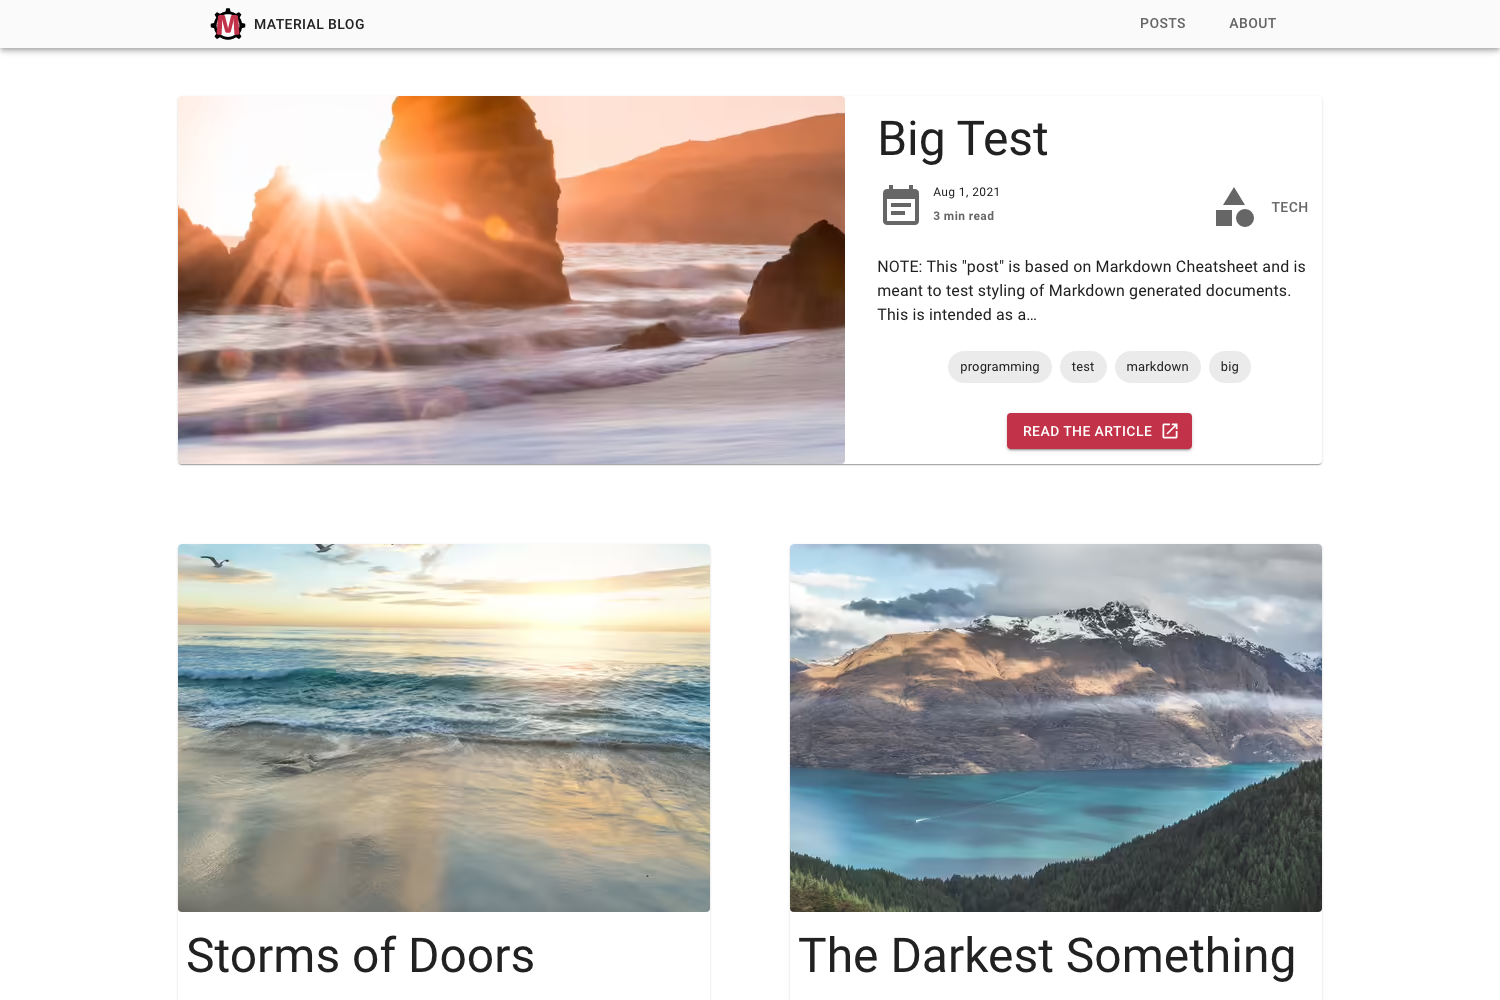 MATERIAL BLOG
POSTS
ABOUT
Big Test
Aug 1, 2021
3 min read
TECH
NOTE: This "post" is based on Markdown Cheatsheet and is
meant to test styling of Markdown generated documents.
This is intended as a...
programming
test
markdown
big
READ THE ARTICLE
Storms of Doors
The Darkest Something